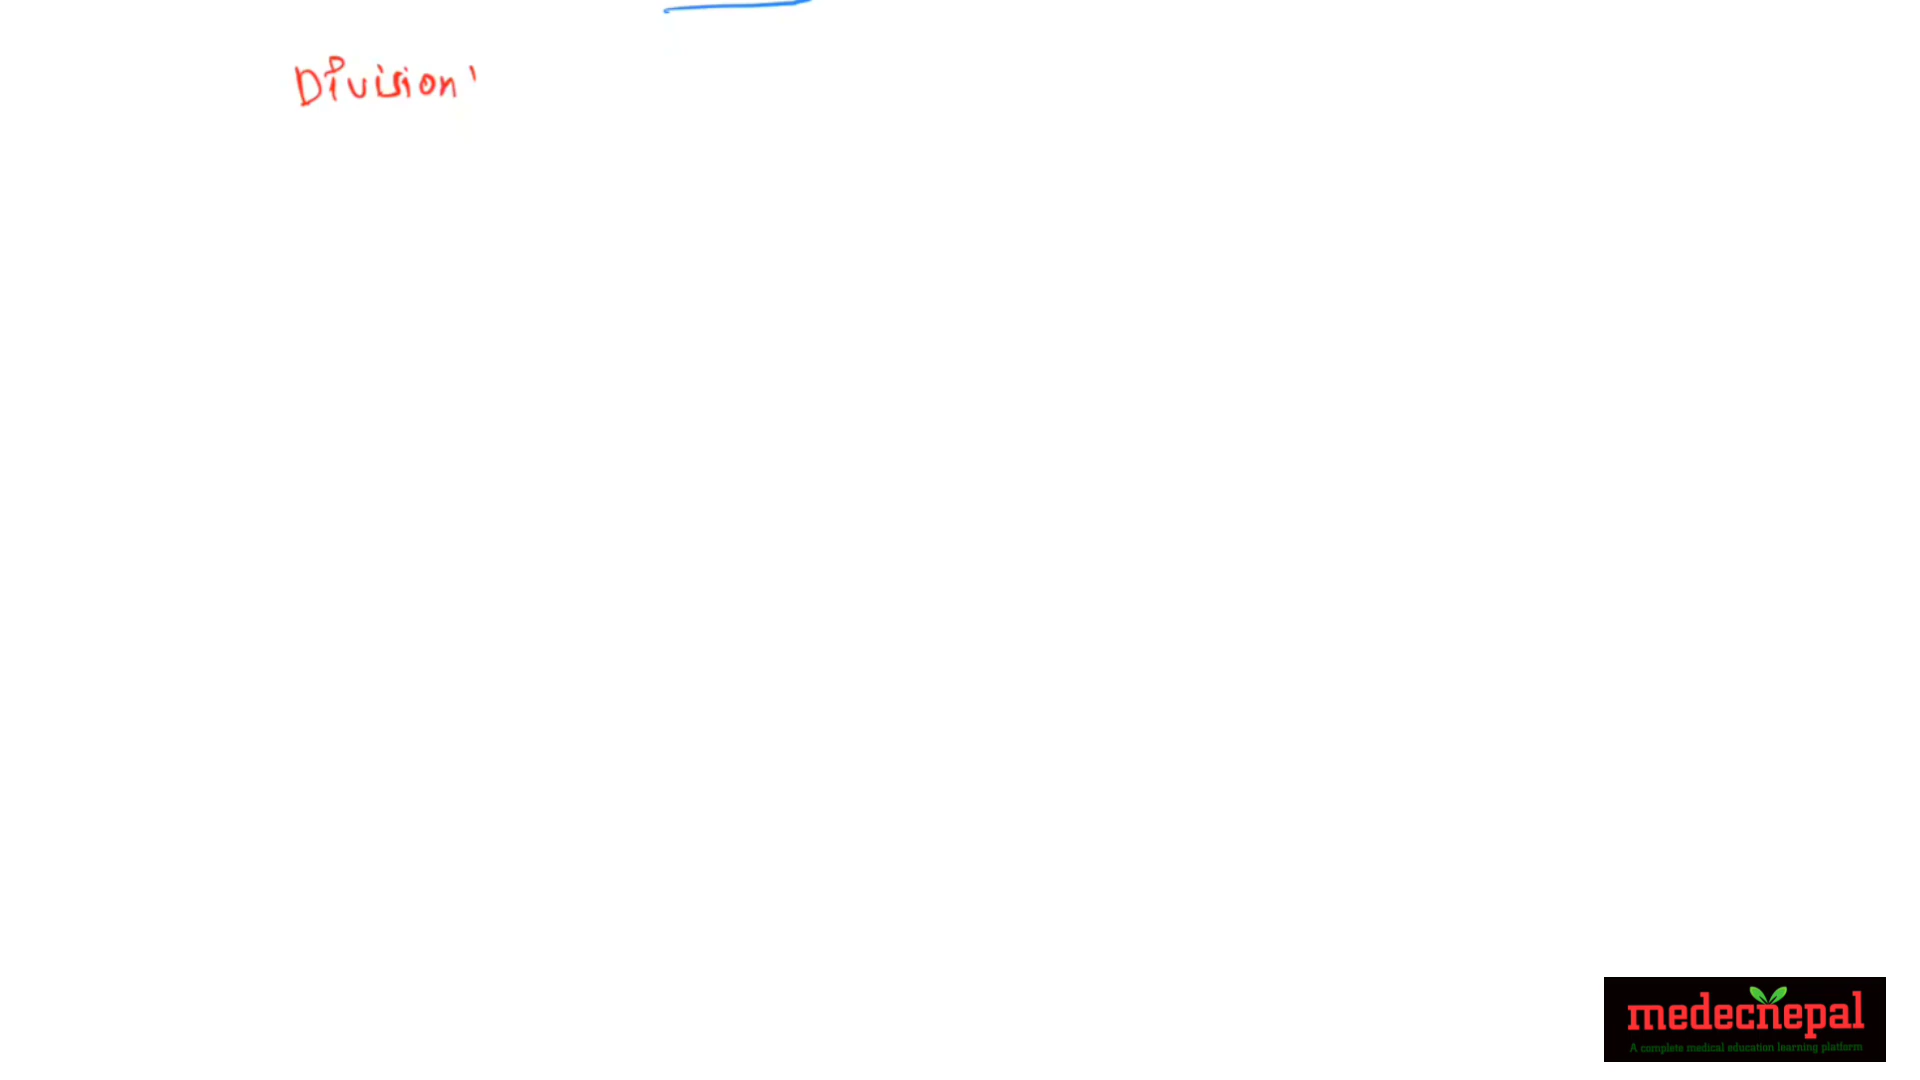 Division'
medecnepal
A complete medical education learning platform